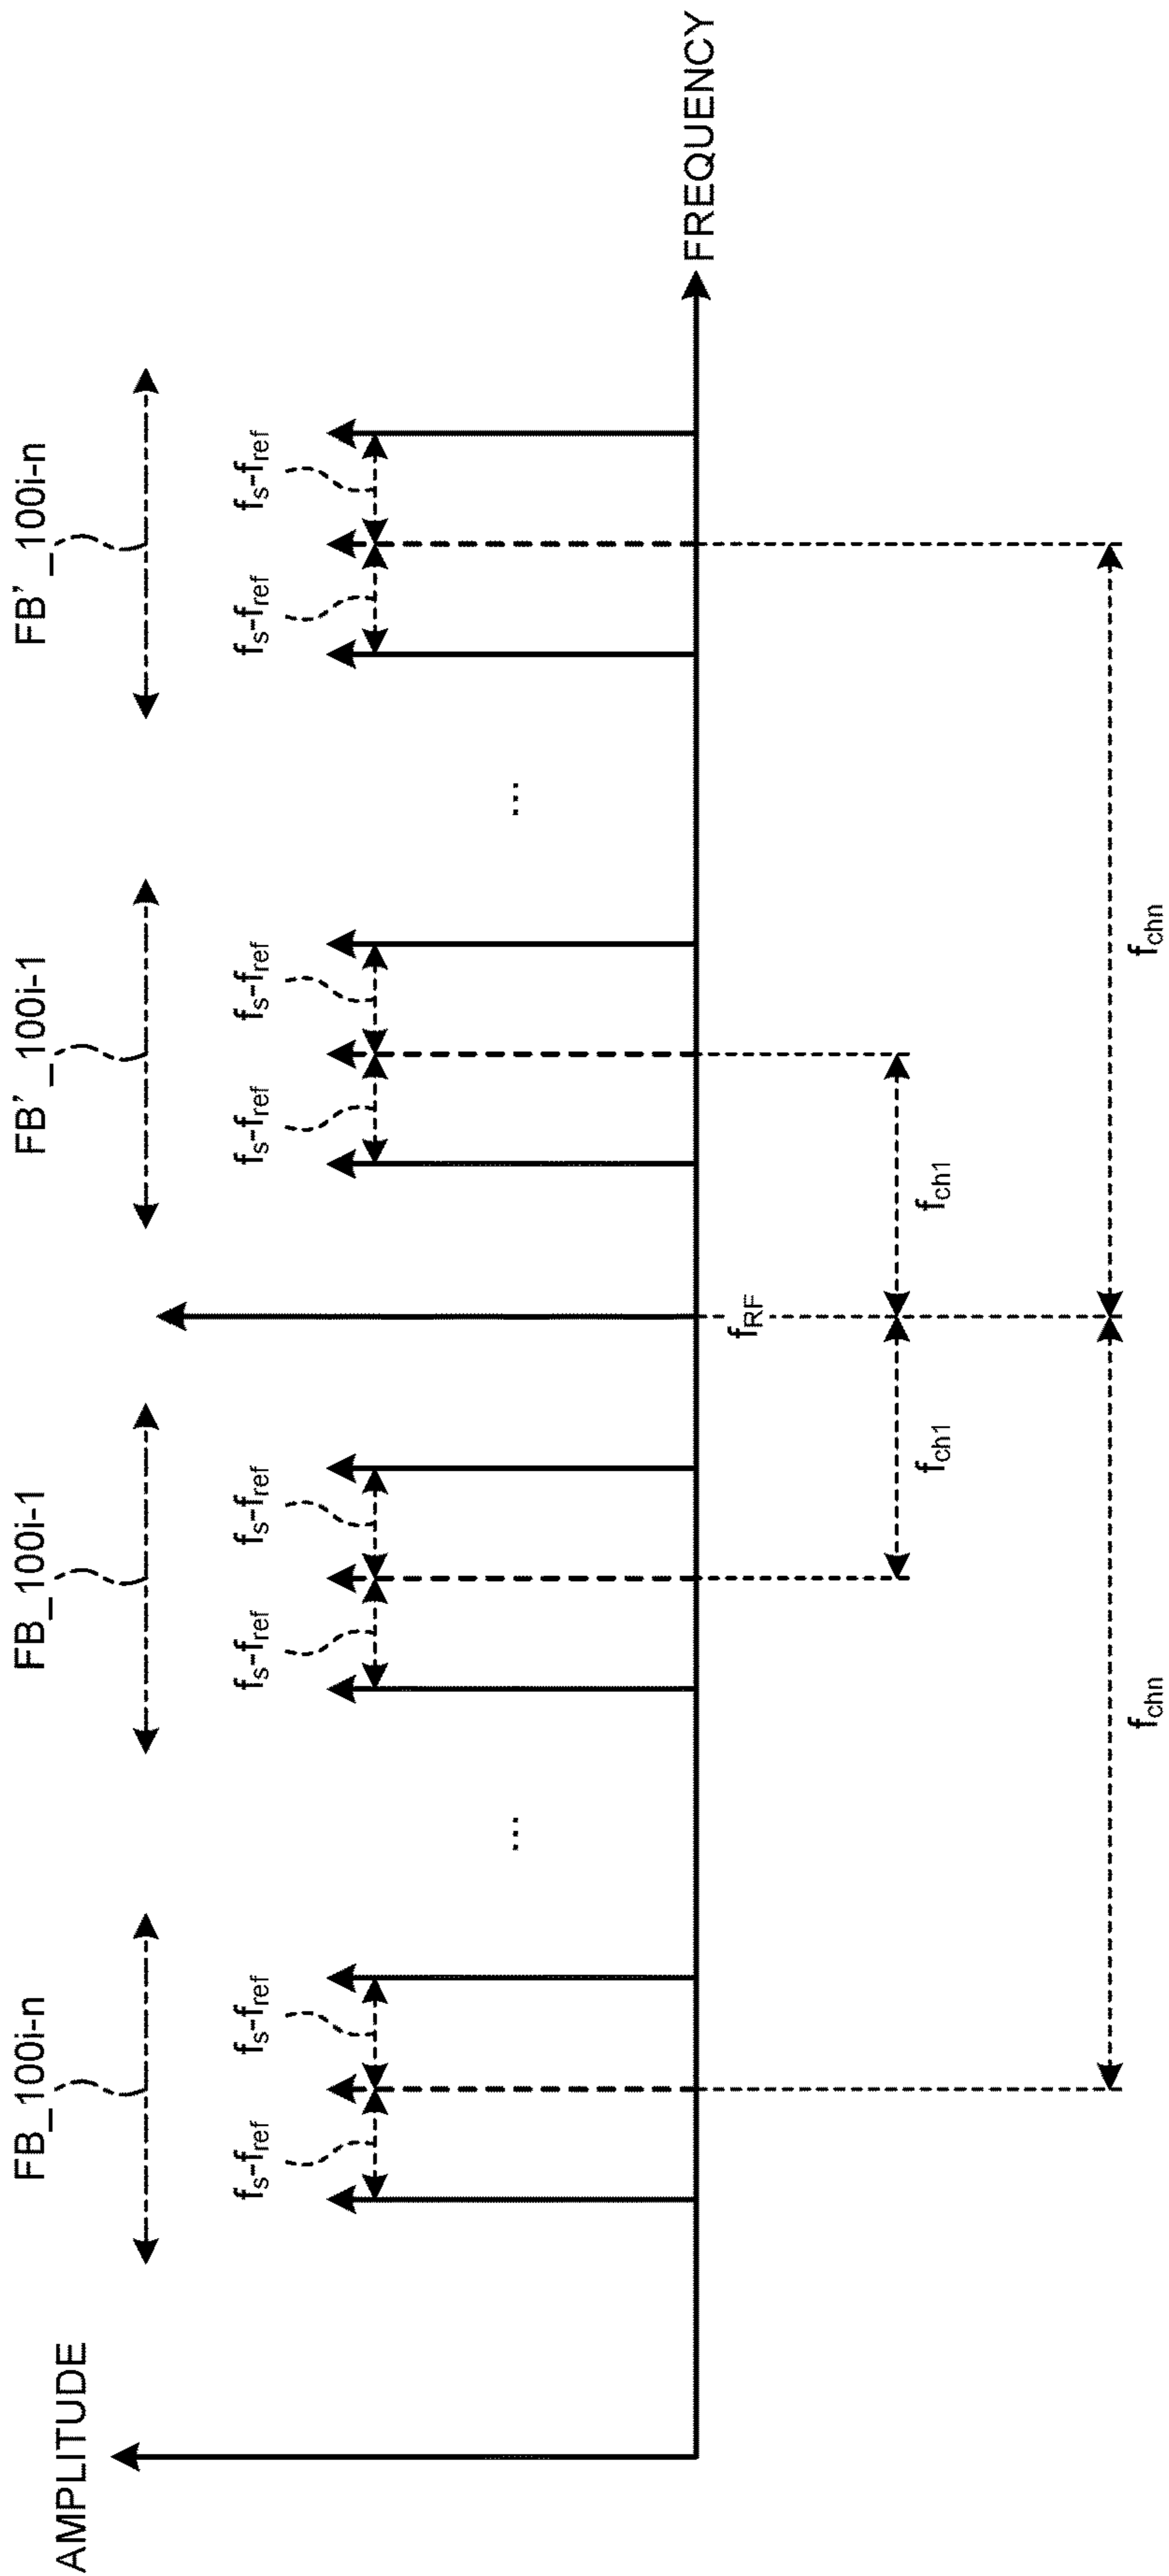 AMPLITUDE
FB_100i-n
FB_100i-1
FB'_100i-1
FB'_100i-n
fs-fref
fs-fref
fs-fref
fs-fref
fs-fref
fs-fref
fs-fref
fs-fref
...
...
FREQUENCY
fRF
fch1
fch1
fchn
fchn